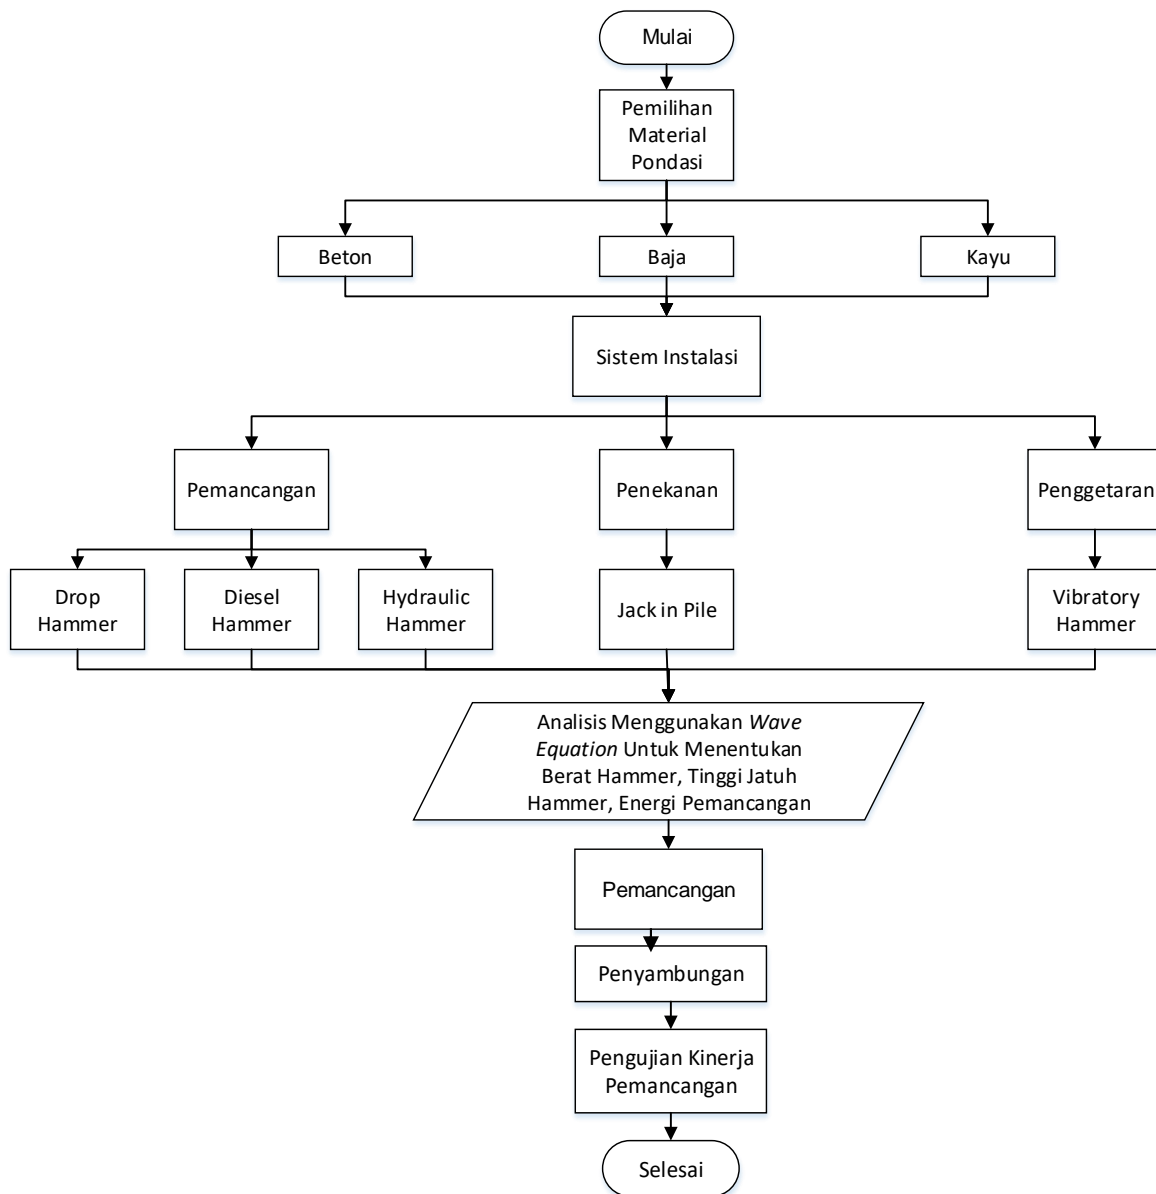 Mulai
Pemilihan
Material
Pondasi
Beton
Baja
Kayu
Sistem Instalasi
Pemancangan
Penekanan
Penggetaran
Drop
Hammer
Diesel
Hammer
Hydraulic
Hammer
Jack in Pile
Vibratory
Hammer
Analisis Menggunakan Wave
Equation Untuk Menentukan
Berat Hammer, Tinggi Jatuh
Hammer, Energi Pemancangan
Pemancangan
Penyambungan
Pengujian Kinerja
Pemancangan
Selesai